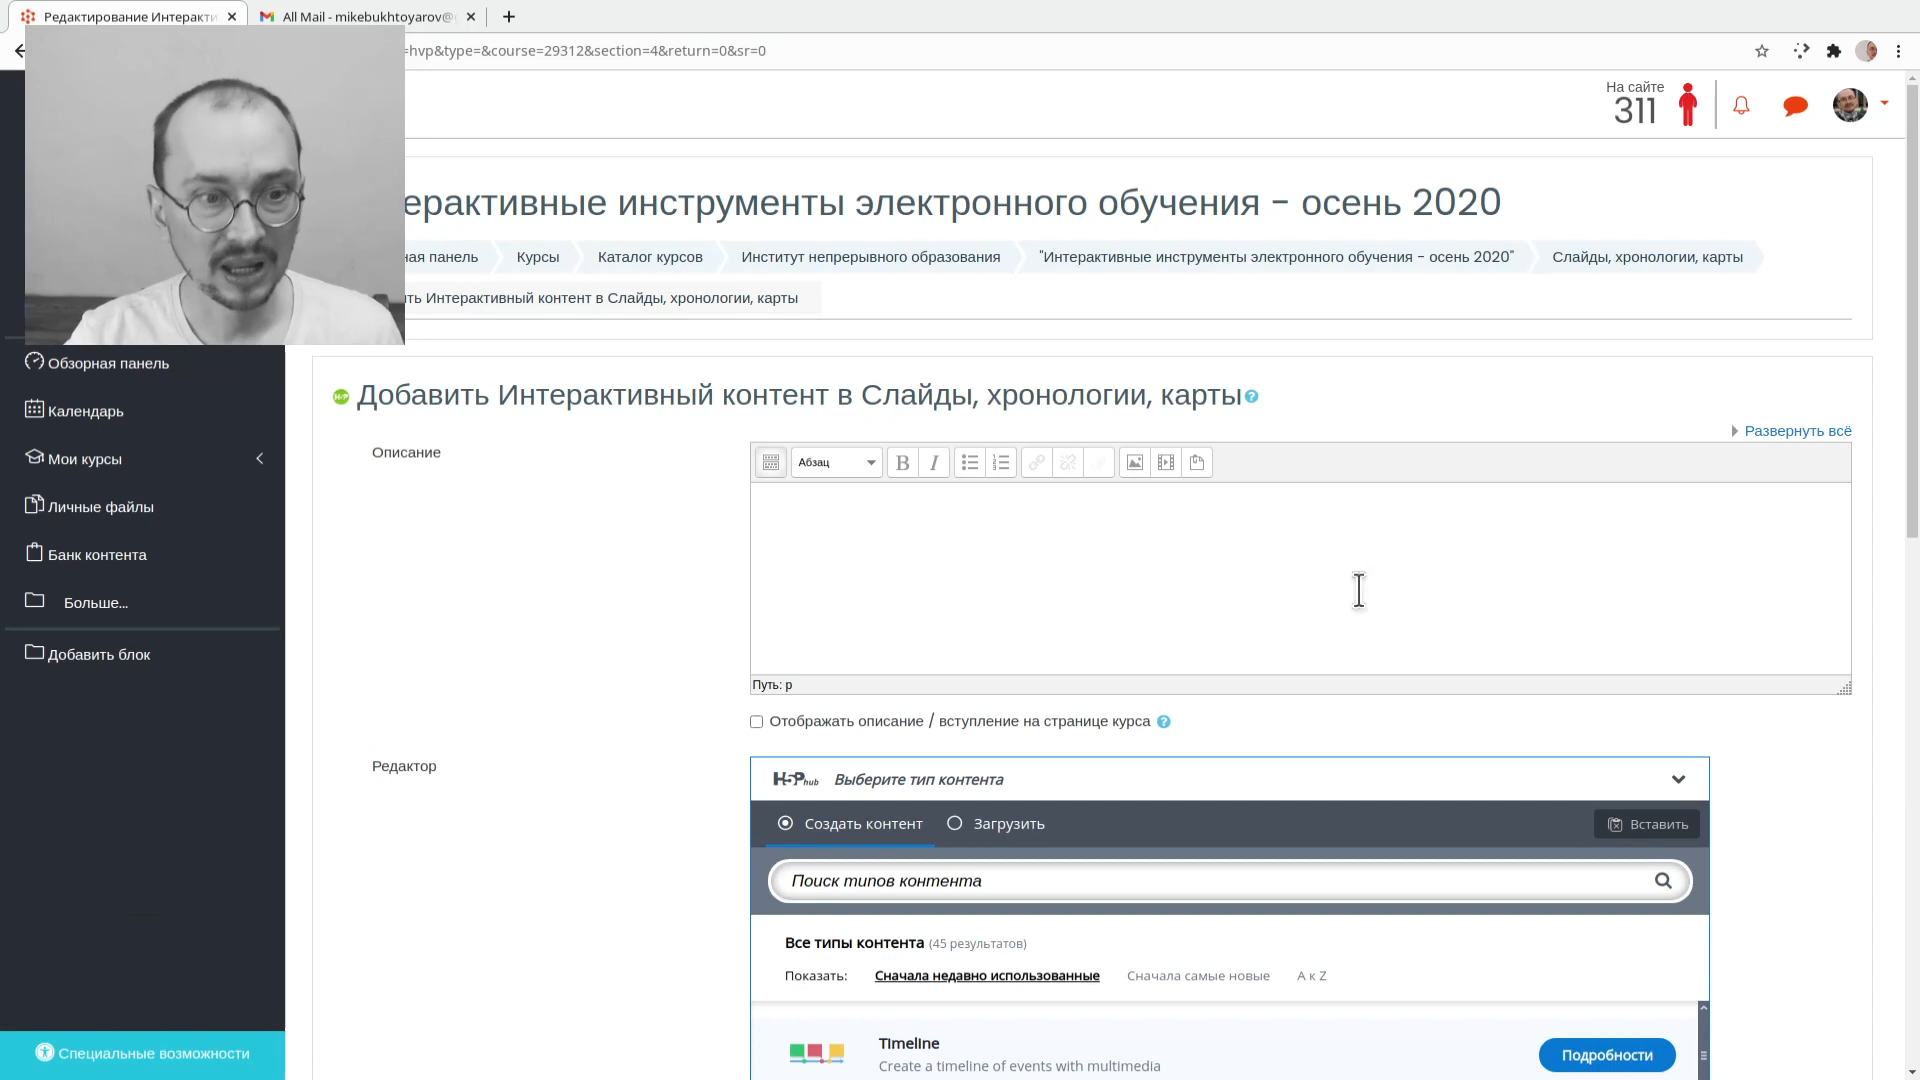 Редактирование Интеракти
All Mail - mikebukhtoyarov@
=hvp&type=&course=29312&section=4&return=0&sr=0
На сайте
311
ерактивные инструменты электронного обучения - осень 2020
ная панель
Курсы
Каталог курсов
Институт непрерывного образования
"Интерактивные инструменты электронного обучения - осень 2020"
Слайды, хронологии, карты
ть Интерактивный контент в Слайды, хронологии, карты
Обзорная панель
Календарь
Мои курсы
Личные файлы
Банк контента
Больше...
Добавить блок
Специальные возможности
H-P Добавить Интерактивный контент в Слайды, хронологии, карты ?
Развернуть всё
Описание
Абзац
B I
Путь: p
Отображать описание / вступление на странице курса ?
Редактор
H5P hub Выберите тип контента
Создать контент
Загрузить
Вставить
Поиск типов контента
Все типы контента (45 результатов)
Показать: Сначала недавно использованные Сначала самые новые А к Z
Timeline
Create a timeline of events with multimedia
Подробности